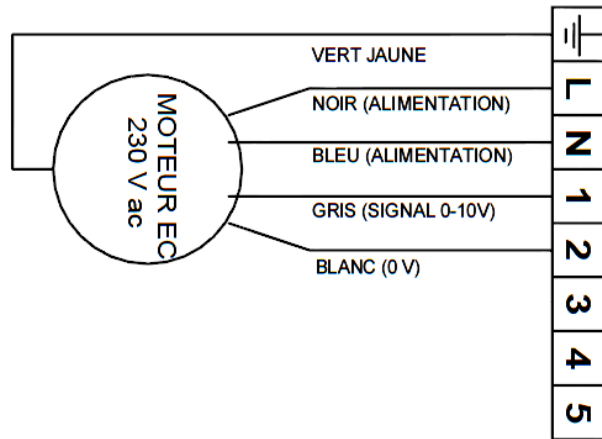 VERT JAUNE
L
NOIR (ALIMENTATION)
N
BLEU (ALIMENTATION)
1
GRIS (SIGNAL 0-10V)
2
BLANC (0 V)
3
4
5
MOTEUR EC
230 V ac